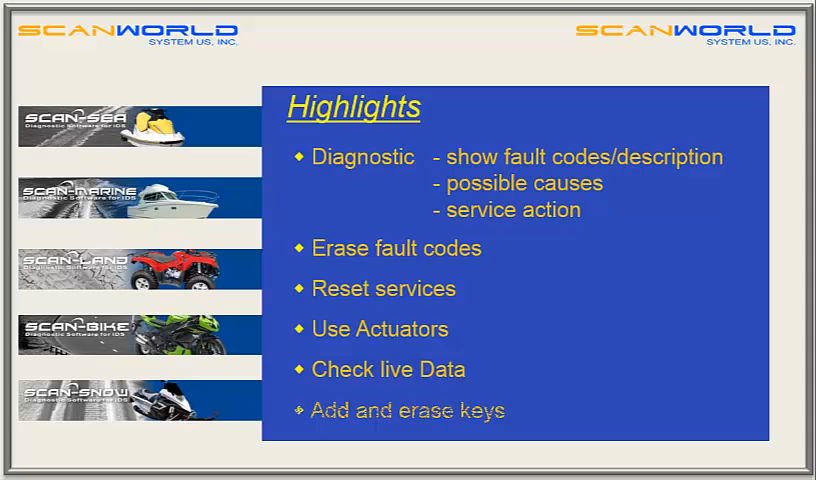 SCANWORLD
SYSTEM US, INC.
SCANWORLD
SYSTEM US, INC.
Highlights
Diagnostic - show fault codes/description
- possible causes
- service action
Erase fault codes
Reset services
Use Actuators
Check live Data
Add and erase keys
SCAN-SEA
Diagnostic Software for iDS
SCAN-MARINE
Diagnostic Software for iDS
SCAN-LAND
Diagnostic Software for iDS
SCAN-BIKE
Diagnostic Software for iDS
SCAN-SNOW
Diagnostic Software for iDS